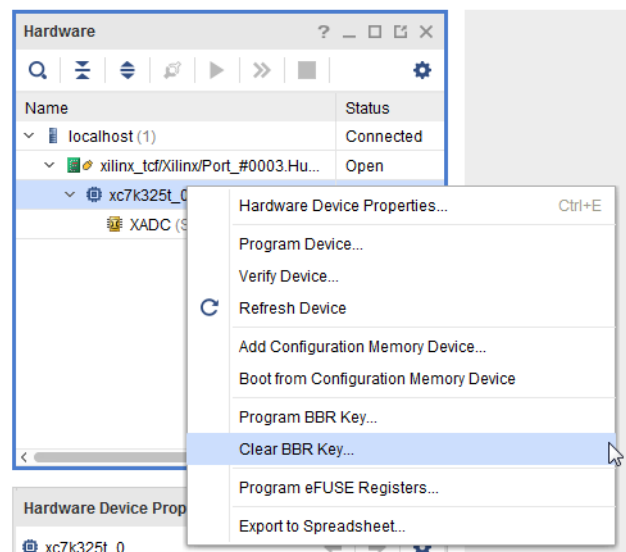 Hardware
?
Name Status
localhost (1) Connected
xilinx_tcf/Xilinx/Port_#0003.Hu... Open
xc7k325t_0
XADC (S
Hardware Device Properties... Ctrl+E
Program Device...
Verify Device...
Refresh Device
Add Configuration Memory Device...
Boot from Configuration Memory Device
Program BBR Key...
Clear BBR Key...
Program eFUSE Registers...
Export to Spreadsheet...
Hardware Device Prop
xc7k325t_0